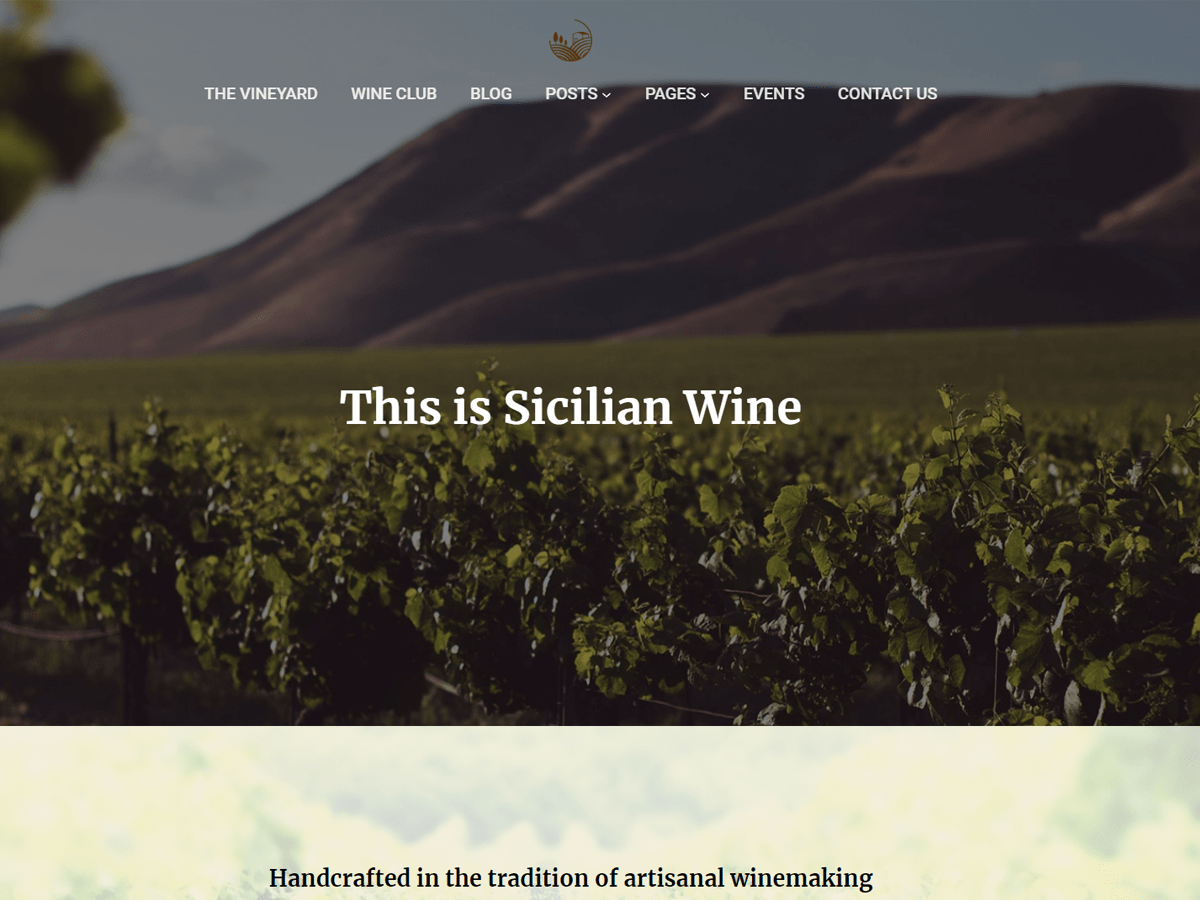 THE VINEYARD WINE CLUB BLOG POSTS PAGES EVENTS CONTACT US
This is Sicilian Wine
Handcrafted in the tradition of artisanal winemaking